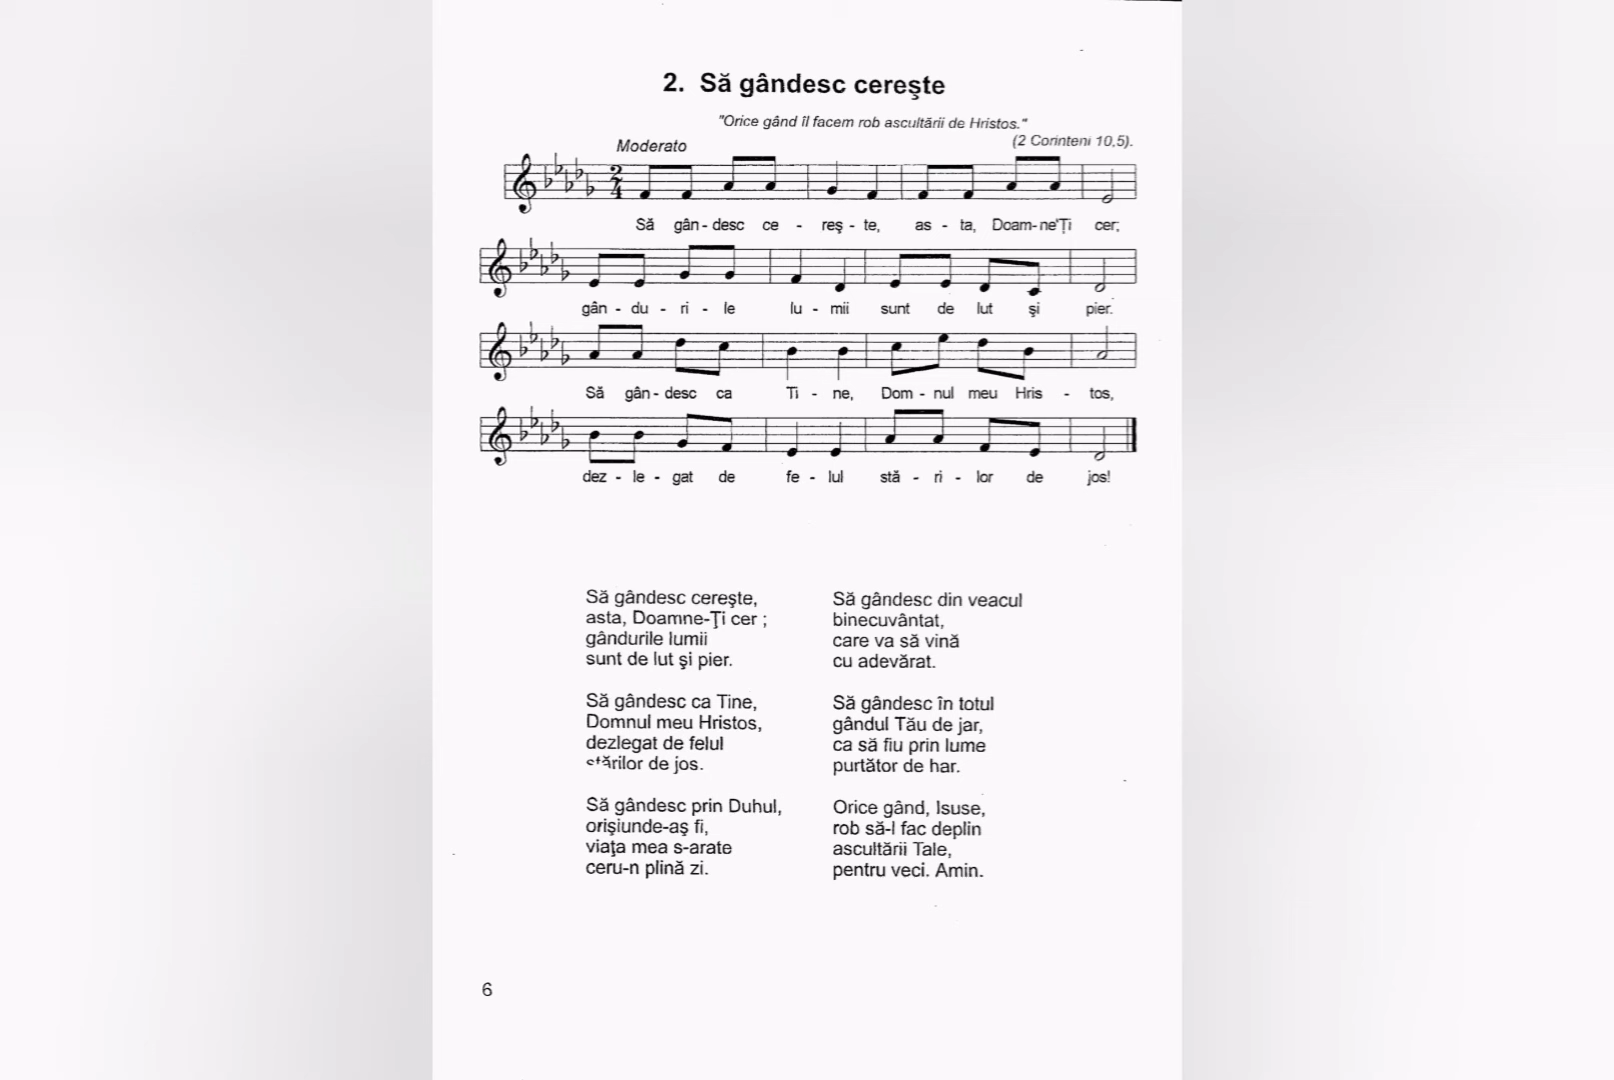 2. Să gândesc cereşte
"Orice gând îl facem rob ascultării de Hristos."
(2 Corinteni 10,5).
Moderato
2
4
Să gân - desc ce - reş - te, as - ta, Doam-ne'Ţi cer;
gân - du - ri - le lu - mii sunt de lut şi pier.
Să gân - desc ca Ti - ne, Dom - nul meu Hris - tos,
dez - le - gat de fe - lul stă - ri - lor de jos!
Să gândesc cereşte,
asta, Doamne-Ţi cer ;
gândurile lumii
sunt de lut şi pier.
Să gândesc ca Tine,
Domnul meu Hristos,
dezlegat de felul
stărilor de jos.
Să gândesc prin Duhul,
orişiunde-aş fi,
viaţa mea s-arate
ceru-n plină zi.
Să gândesc din veacul
binecuvântat,
care va să vină
cu adevărat.
Să gândesc în totul
gândul Tău de jar,
ca să fiu prin lume
purtător de har.
Orice gând, Isuse,
rob să-l fac deplin
ascultării Tale,
pentru veci. Amin.
6